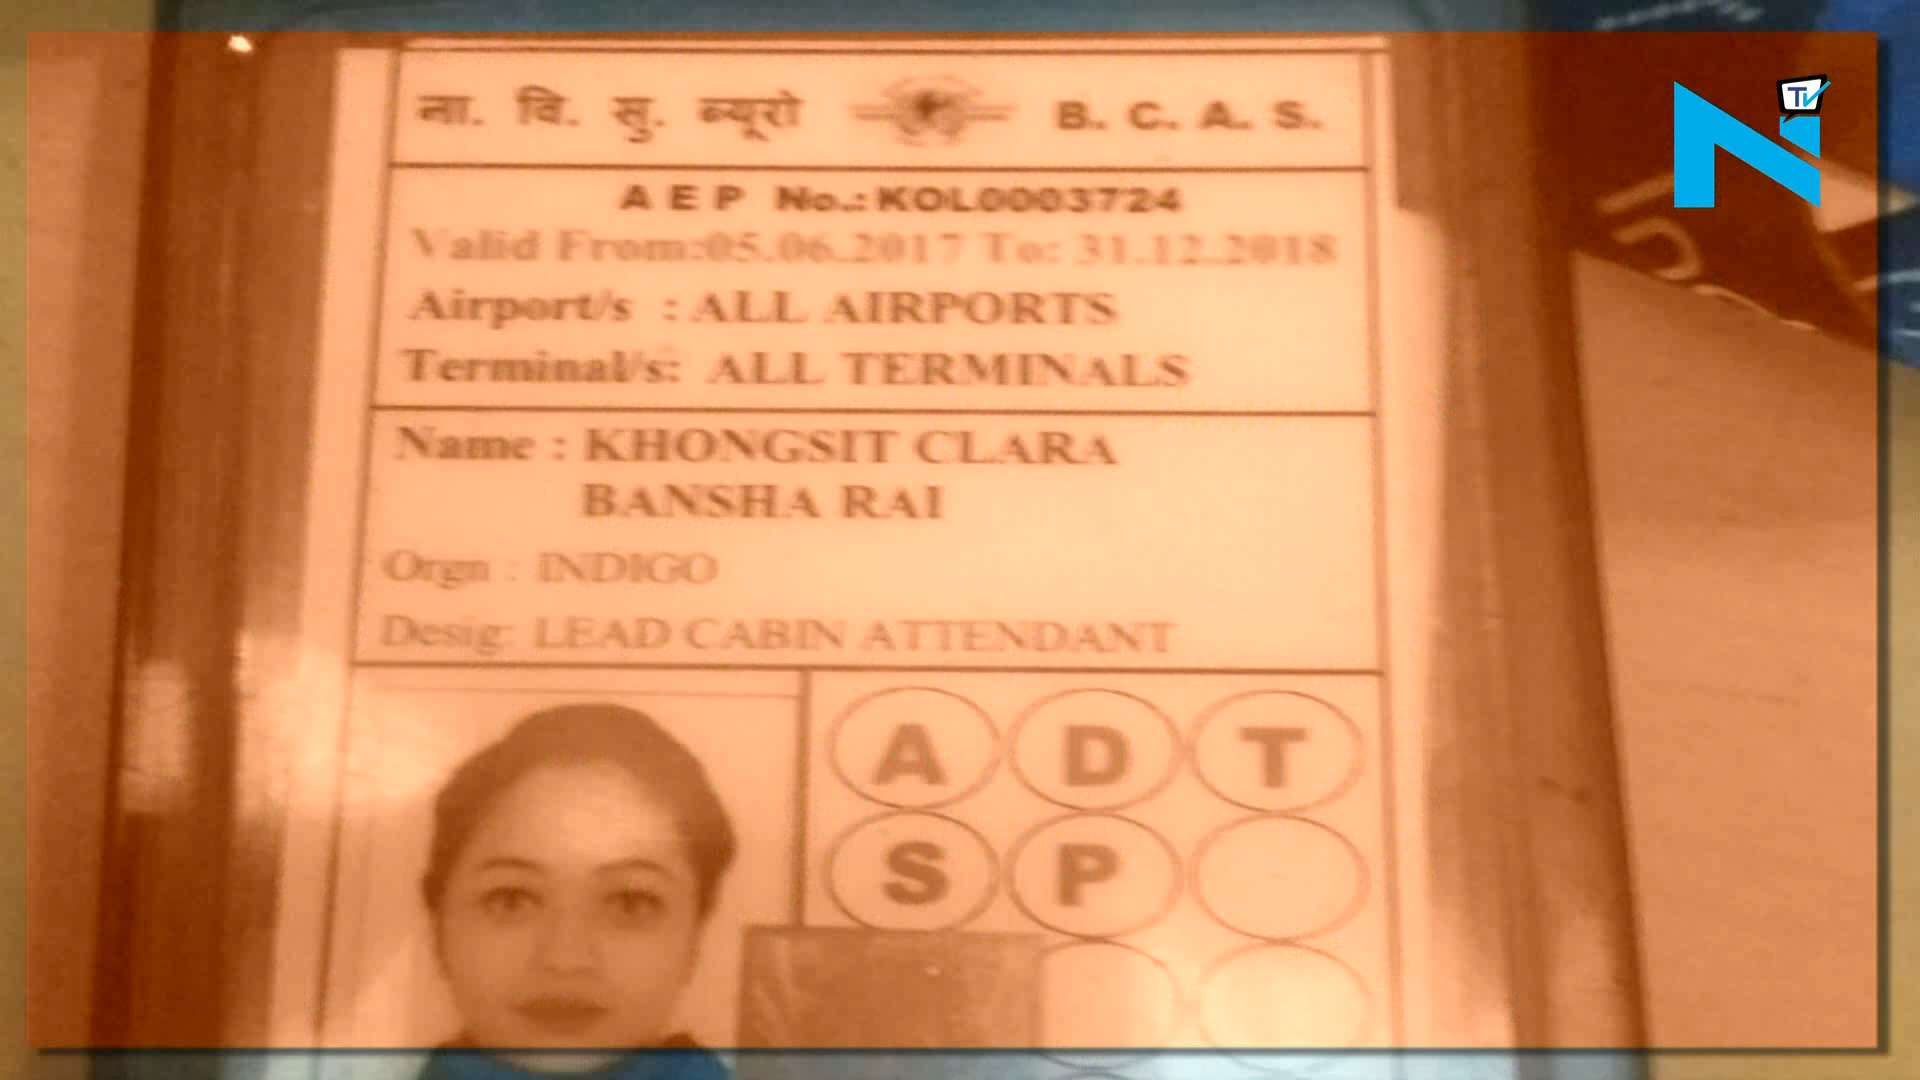 ना. वि. सु. ब्यूरो B. C. A. S.
A E P No.: KOL0003724
Valid From:05.06.2017 To: 31.12.2018
Airport/s : ALL AIRPORTS
Terminal/s: ALL TERMINALS
Name : KHONGSIT CLARA
BANSHA RAI
Orgn : INDIGO
Desig: LEAD CABIN ATTENDANT
A D T
S P
TV